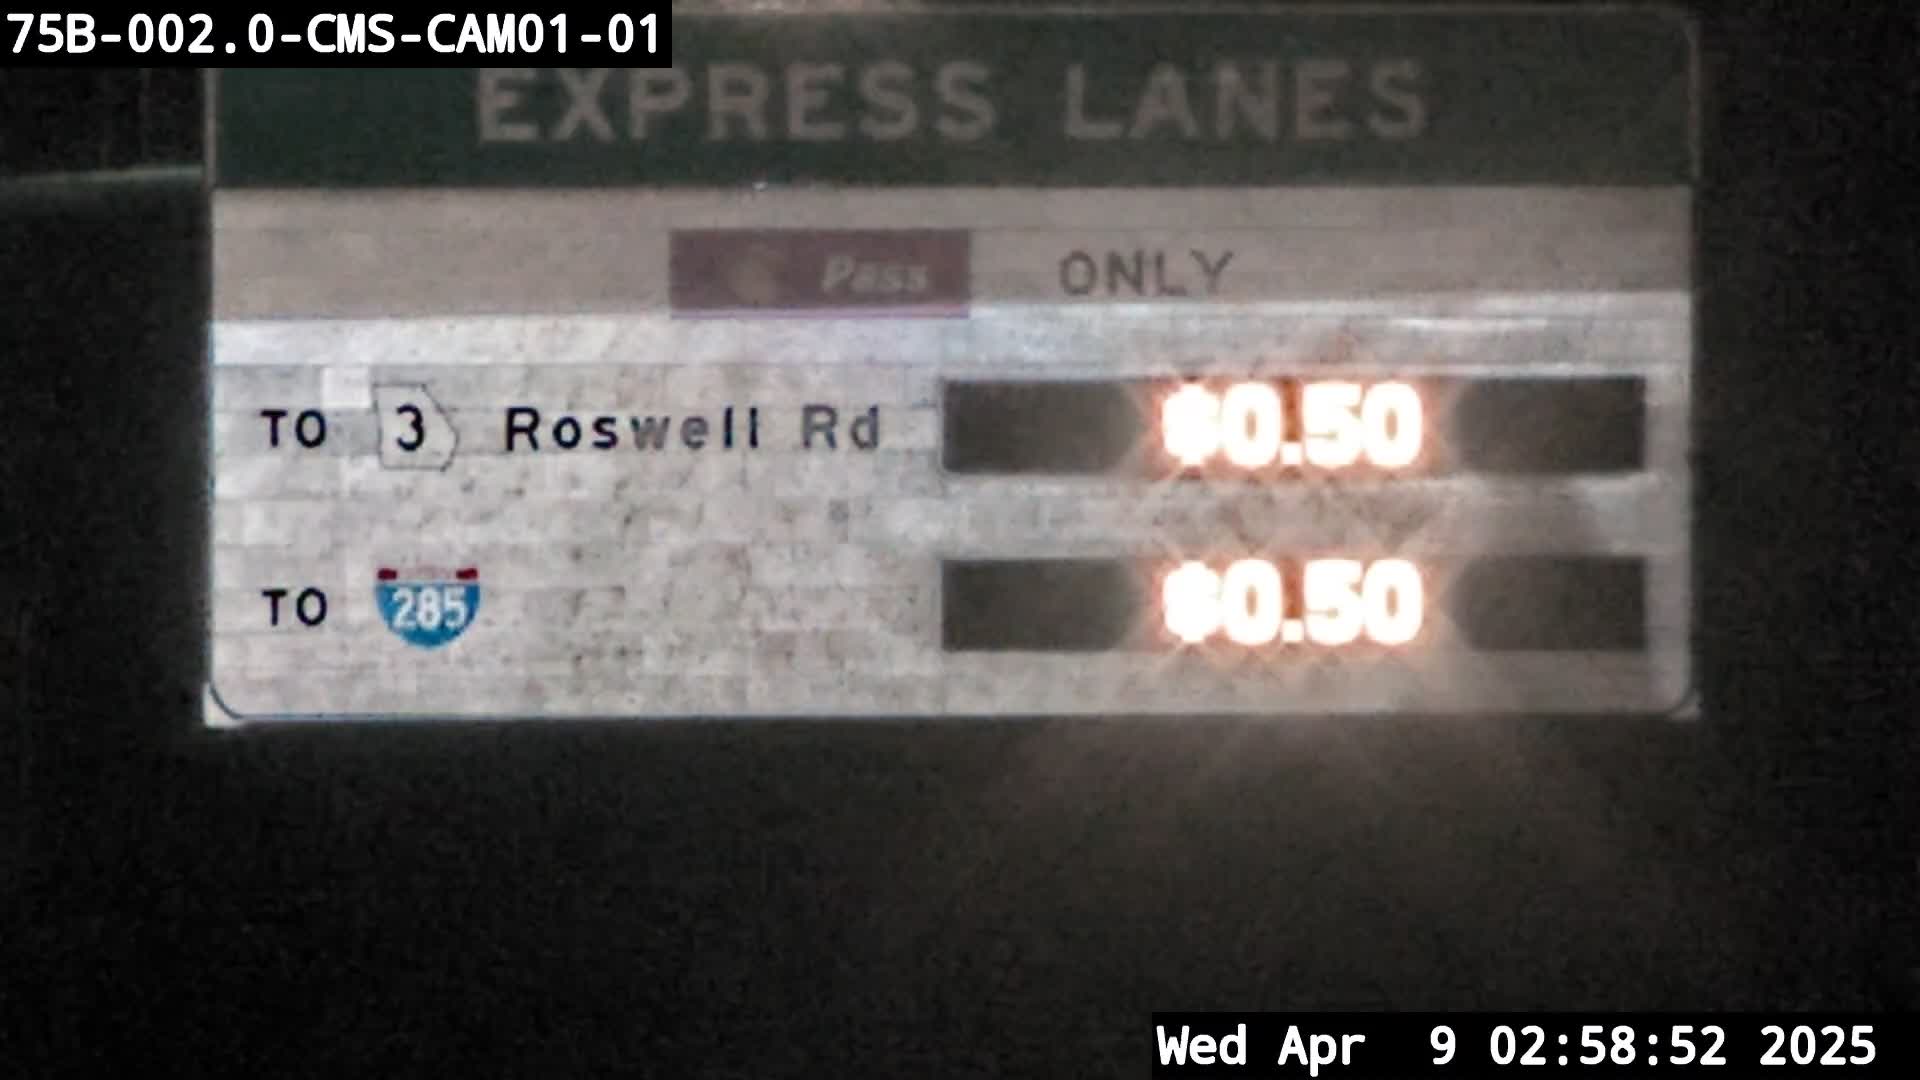 75B-002.0-CMS-CAM01-01
EXPRESS LANES
Pass ONLY
TO 3 Roswell Rd $0.50
TO 285 $0.50
Wed Apr 9 02:58:52 2025